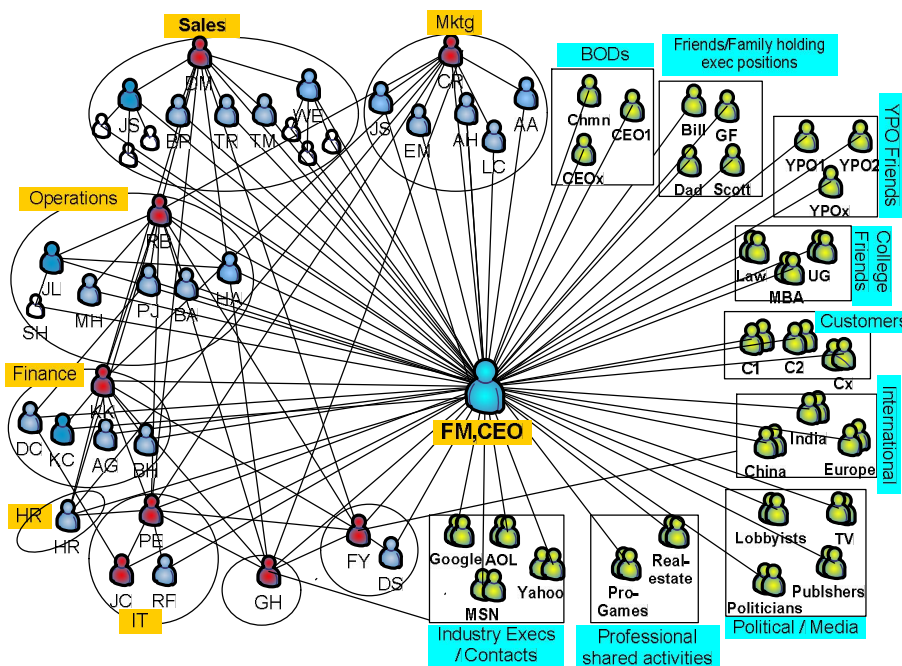 Sales
Mktg
BODs
Friends/Family holding
exec positions
DM
CR
JS
BP
TR
TM
WE
JS
EM
AH
LC
AA
Chmn
CEO1
CEOx
Bill
GF
Dad
Scott
YPO1
YPO2
YPOx
YPO Friends
Operations
RB
JL
SH
MH
PJ
BA
HA
Law
UG
MBA
College
Friends
Customers
C1
C2
Cx
Finance
KK
DC
KC
AG
BH
FM,CEO
India
China
Europe
International
HR
HR
PE
JC
RF
IT
GH
FY
DS
Google
AOL
MSN
Yahoo
Industry Execs
/ Contacts
Real-
estate
Pro-
Games
Professional
shared activities
Lobbyists
TV
Politicians
Publshers
Political / Media